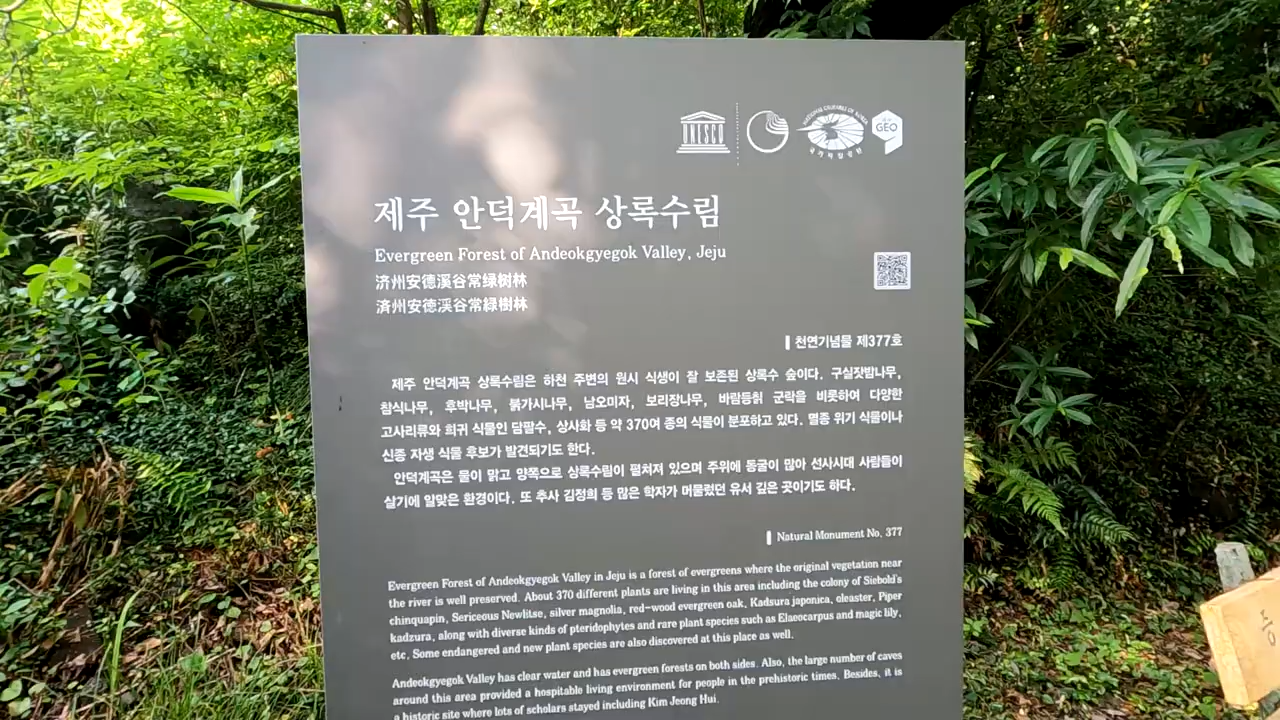 UNESCO
NATIONAL GEOPARKS OF KOREA
국가지질공원
GEO
제주 안덕계곡 상록수림
Evergreen Forest of Andeokgyegok Valley, Jeju
济州安德溪谷常绿树林
済州安徳渓谷常緑樹林
천연기념물 제377호
제주 안덕계곡 상록수림은 하천 주변의 원시 식생이 잘 보존된 상록수 숲이다. 구실잣밤나무,
참식나무, 후박나무, 붉가시나무, 남오미자, 보리장나무, 바람등칡 군락을 비롯하여 다양한
고사리류와 희귀 식물인 담팔수, 상사화 등 약 370여 종의 식물이 분포하고 있다. 멸종 위기 식물이나
신종 자생 식물 후보가 발견되기도 한다.
안덕계곡은 물이 맑고 양쪽으로 상록수림이 펼쳐져 있으며 주위에 동굴이 많아 선사시대 사람들이
살기에 알맞은 환경이다. 또 추사 김정희 등 많은 학자가 머물렀던 유서 깊은 곳이기도 하다.
Natural Monument No. 377
Evergreen Forest of Andeokgyegok Valley in Jeju is a forest of evergreens where the original vegetation near
the river is well preserved. About 370 different plants are living in this area including the colony of Siebold's
chinquapin, Sericeous Newlitse, silver magnolia, red-wood evergreen oak, Kadsura japonica, oleaster, Piper
kadzura, along with diverse kinds of pteridophytes and rare plant species such as Elaeocarpus and magic lily,
etc. Some endangered and new plant species are also discovered at this place as well.
Andeokgyegok Valley has clear water and has evergreen forests on both sides. Also, the large number of caves
around this area provided a hospitable living environment for people in the prehistoric times. Besides, it is
a historic site where lots of scholars stayed including Kim Jeong Hui.